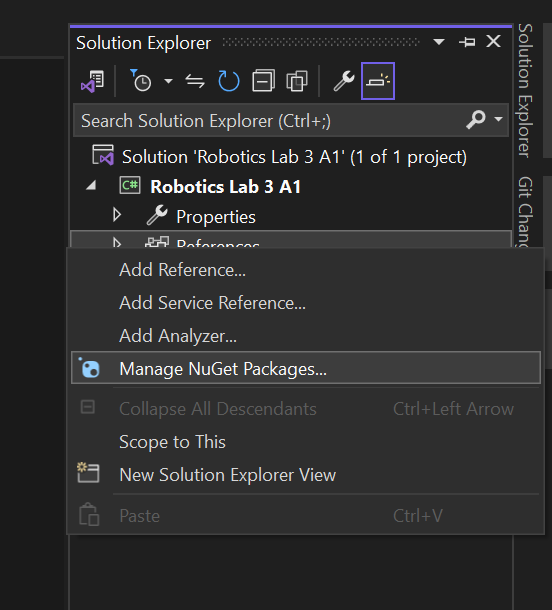 Solution Explorer
Search Solution Explorer (Ctrl+;)
Solution 'Robotics Lab 3 A1' (1 of 1 project)
C# Robotics Lab 3 A1
Properties
References
Add Reference...
Add Service Reference...
Add Analyzer...
Manage NuGet Packages...
Collapse All Descendants Ctrl+Left Arrow
Scope to This
New Solution Explorer View
Paste Ctrl+V
Solution Explorer
Git Chan